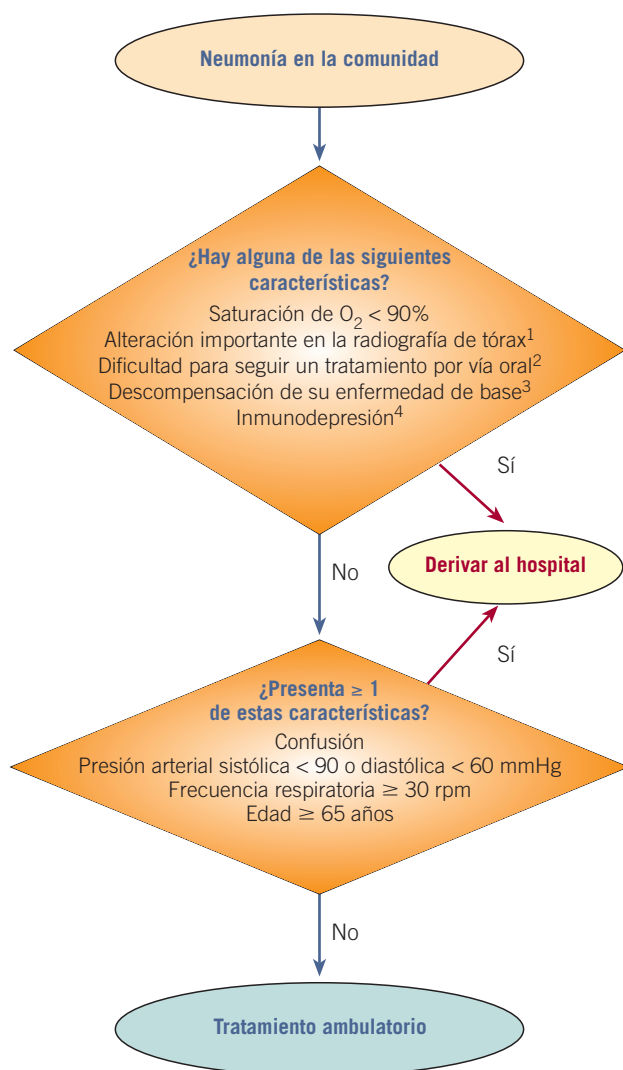 Neumonía en la comunidad
¿Hay alguna de las siguientes
características?
Saturación de O₂ < 90%
Alteración importante en la radiografía de tórax¹
Dificultad para seguir un tratamiento por vía oral²
Descompensación de su enfermedad de base³
Inmunodepresión⁴
Sí
Derivar al hospital
No
Sí
¿Presenta ≥ 1
de estas características?
Confusión
Presión arterial sistólica < 90 o diastólica < 60 mmHg
Frecuencia respiratoria ≥ 30 rpm
Edad ≥ 65 años
No
Tratamiento ambulatorio